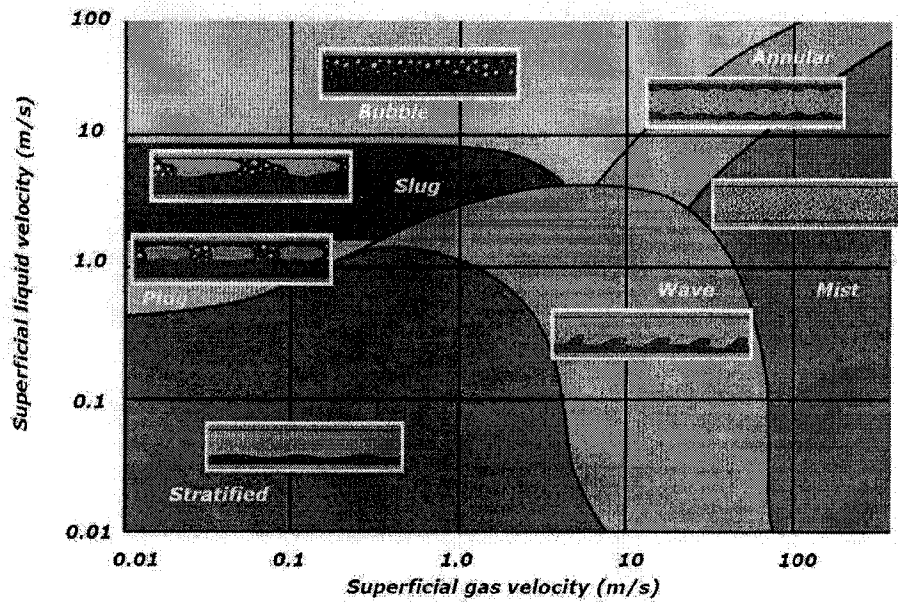 100
Annular
Bubble
10
Slug
1.0
Plug
Wave
Mist
0.1
Stratified
0.01
0.01
0.1
1.0
10
100
Superficial liquid velocity (m/s)
Superficial gas velocity (m/s)